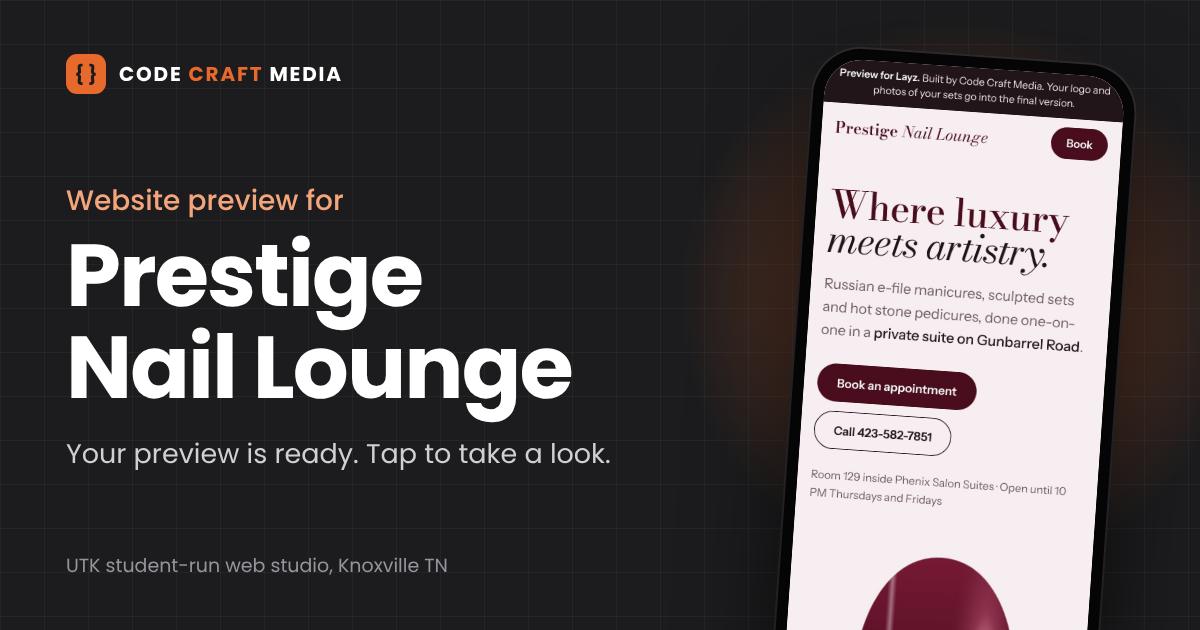 { } CODE CRAFT MEDIA
Website preview for
Prestige
Nail Lounge
Your preview is ready. Tap to take a look.
UTK student-run web studio, Knoxville TN
Preview for Layz. Built by Code Craft Media. Your logo and
photos of your sets go into the final version.
Prestige Nail Lounge
Book
Where luxury
meets artistry.
Russian e-file manicures, sculpted sets
and hot stone pedicures, done one-on-
one in a private suite on Gunbarrel Road.
Book an appointment
Call 423-582-7851
Room 129 inside Phenix Salon Suites · Open until 10
PM Thursdays and Fridays